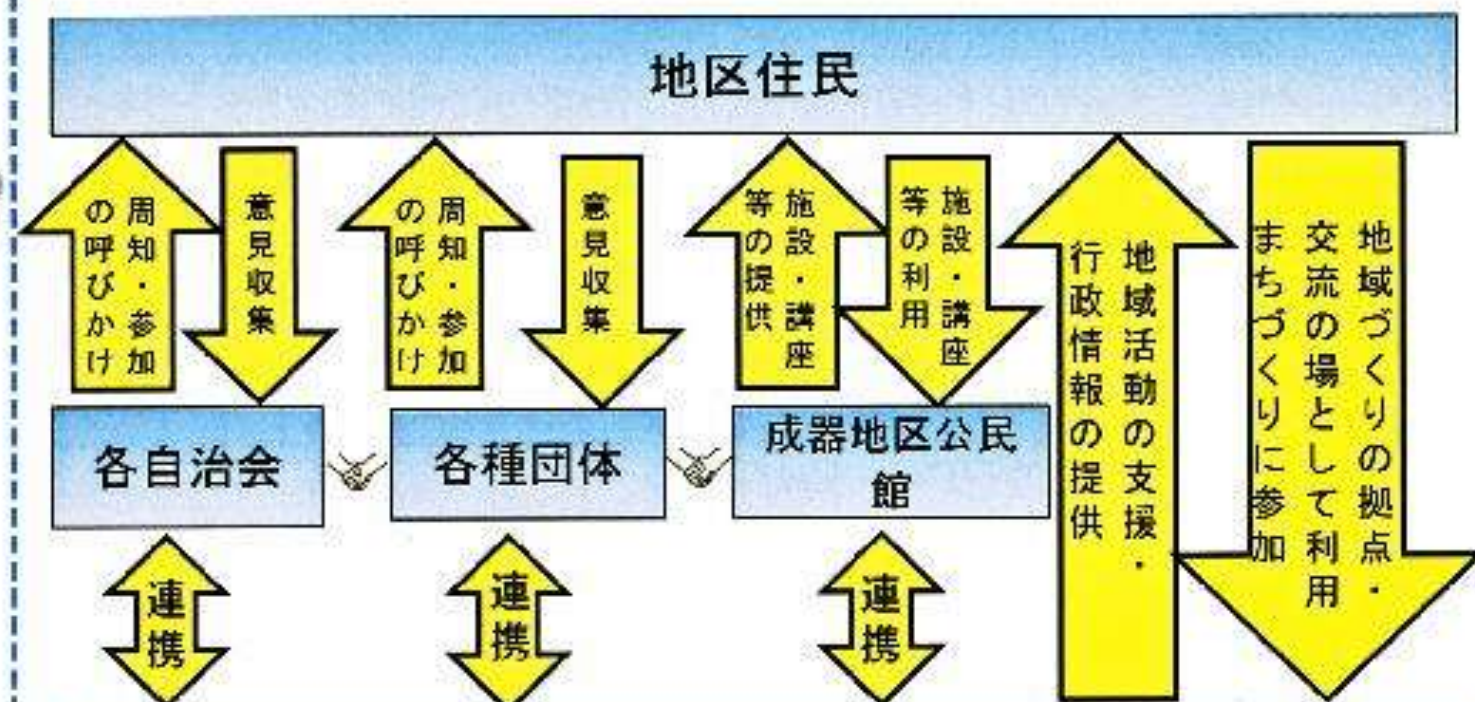 地区住民
周知・参加
の呼びかけ
意見収集
周知・参加
の呼びかけ
意見収集
施設・講座
等の提供
施設・講座
等の利用
地域活動の支援・
行政情報の提供
地域づくりの拠点・
交流の場として利用
まちづくりに参加
各自治会
各種団体
成器地区公民
館
連携
連携
連携